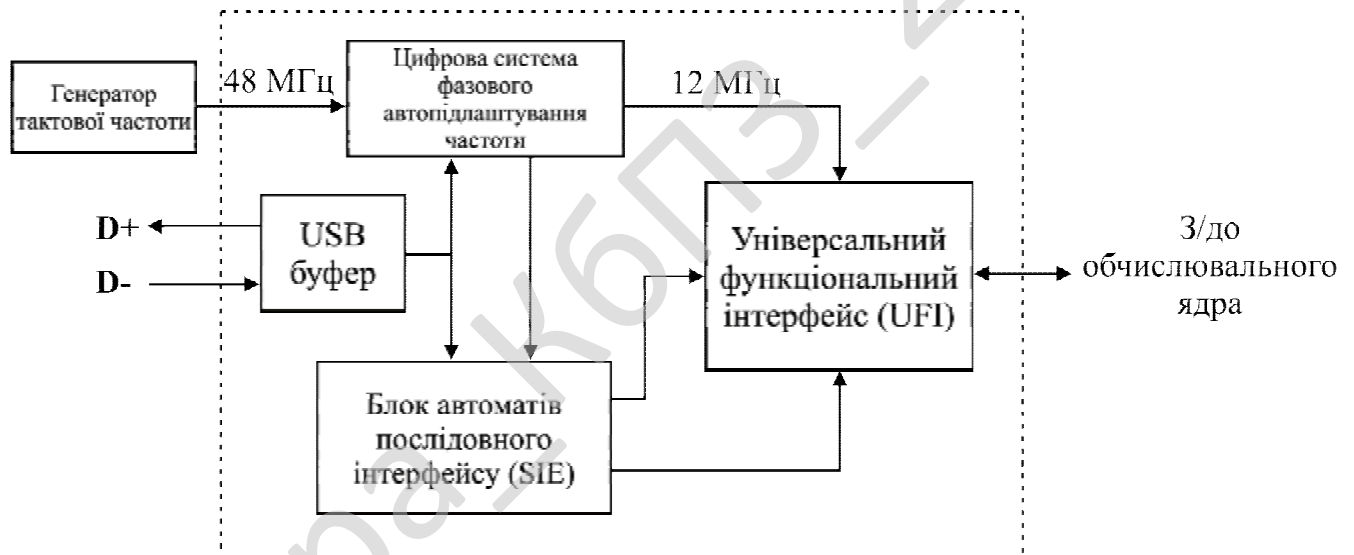 Генератор
тактової частоти
48 МГц
Цифрова система
фазового
автопідлаштування
частоти
12 МГц
D+
D-
USB
буфер
Універсальний
функціональний
інтерфейс (UFI)
З/до
обчислювального
ядра
Блок автоматів
послідовного
інтерфейсу (SIE)
ра_КбПЗ_2